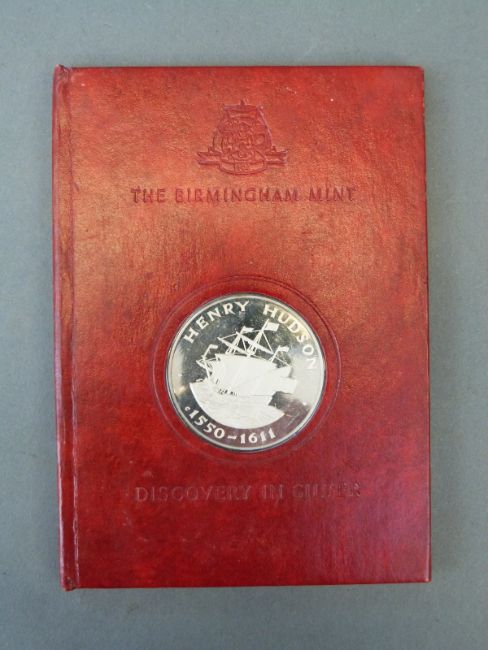 THE BIRMINGHAM MINT
HENRY HUDSON
c1550-1611
DISCOVERY IN SILVER